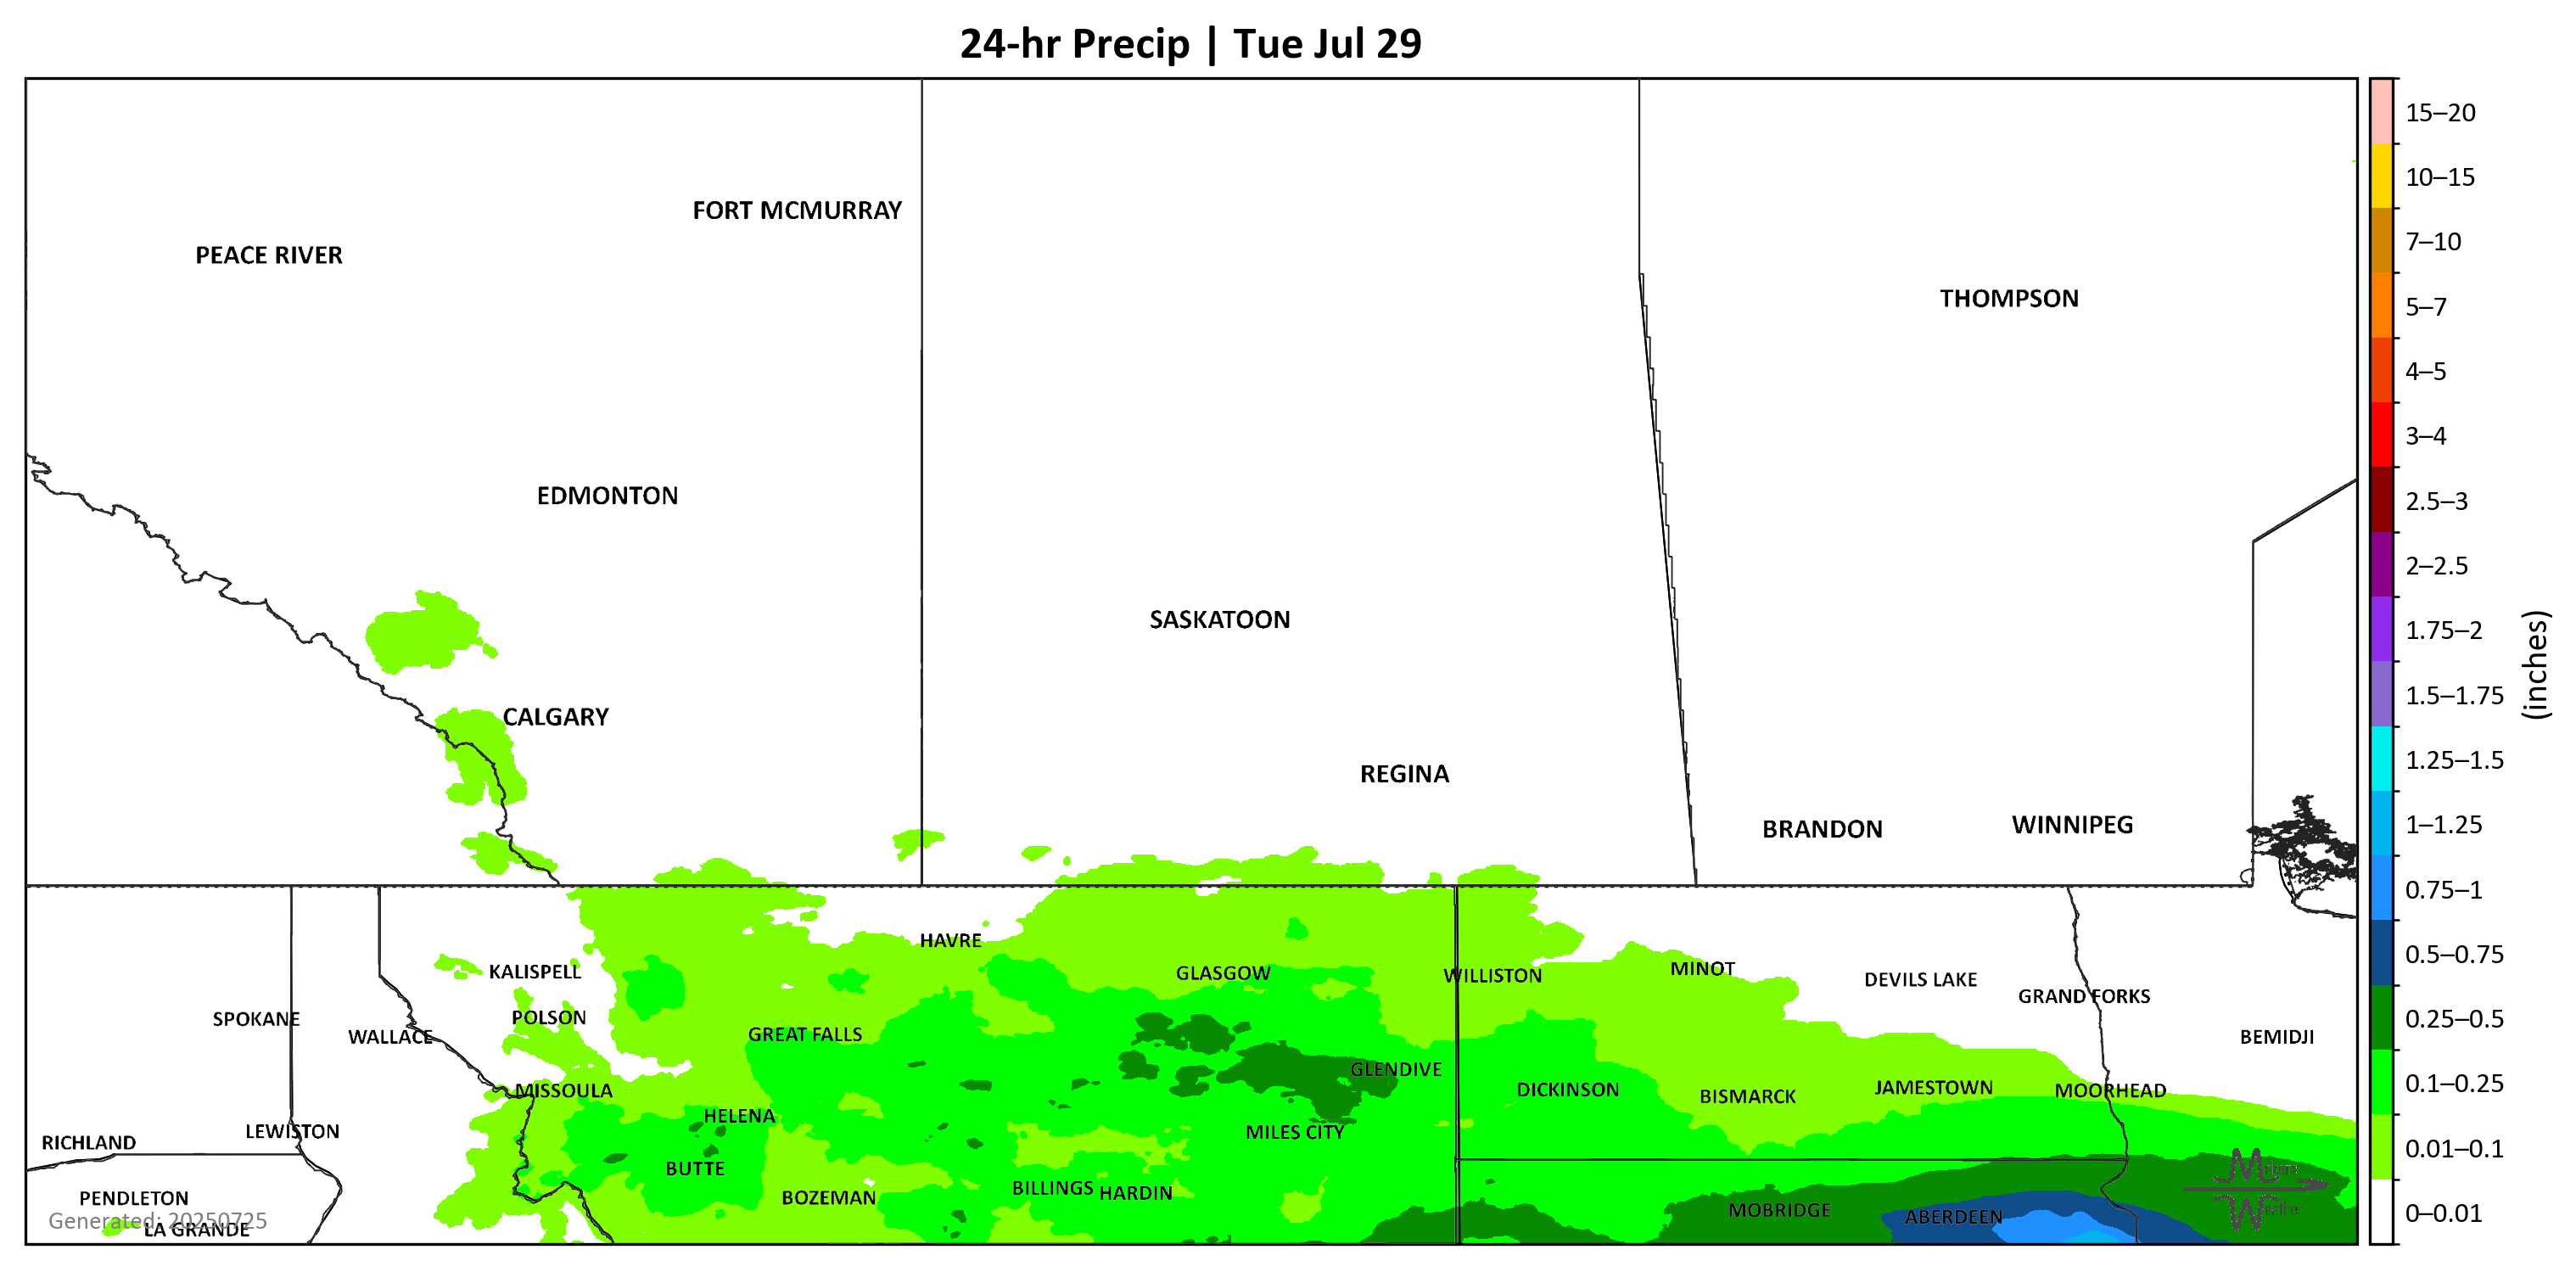 24-hr Precip | Tue Jul 29
15–20
10–15
FORT MCMURRAY
7–10
PEACE RIVER
THOMPSON
5–7
4–5
3–4
EDMONTON
2.5–3
2–2.5
SASKATOON
1.75–2
(inches)
1.5–1.75
CALGARY
1.25–1.5
REGINA
1–1.25
BRANDON
WINNIPEG
0.75–1
HAVRE
0.5–0.75
KALISPELL
GLASGOW
WILLISTON
MINOT
DEVILS LAKE
GRAND FORKS
SPOKANE
POLSON
0.25–0.5
WALLACE
GREAT FALLS
BEMIDJI
GLENDIVE
0.1–0.25
MISSOULA
DICKINSON
BISMARCK
JAMESTOWN
MOORHEAD
HELENA
RICHLAND
LEWISTON
MILES CITY
0.01–0.1
BUTTE
PENDLETON
BOZEMAN
BILLINGS
HARDIN
MOBRIDGE
ABERDEEN
0–0.01
Generated: 20250725
LA GRANDE